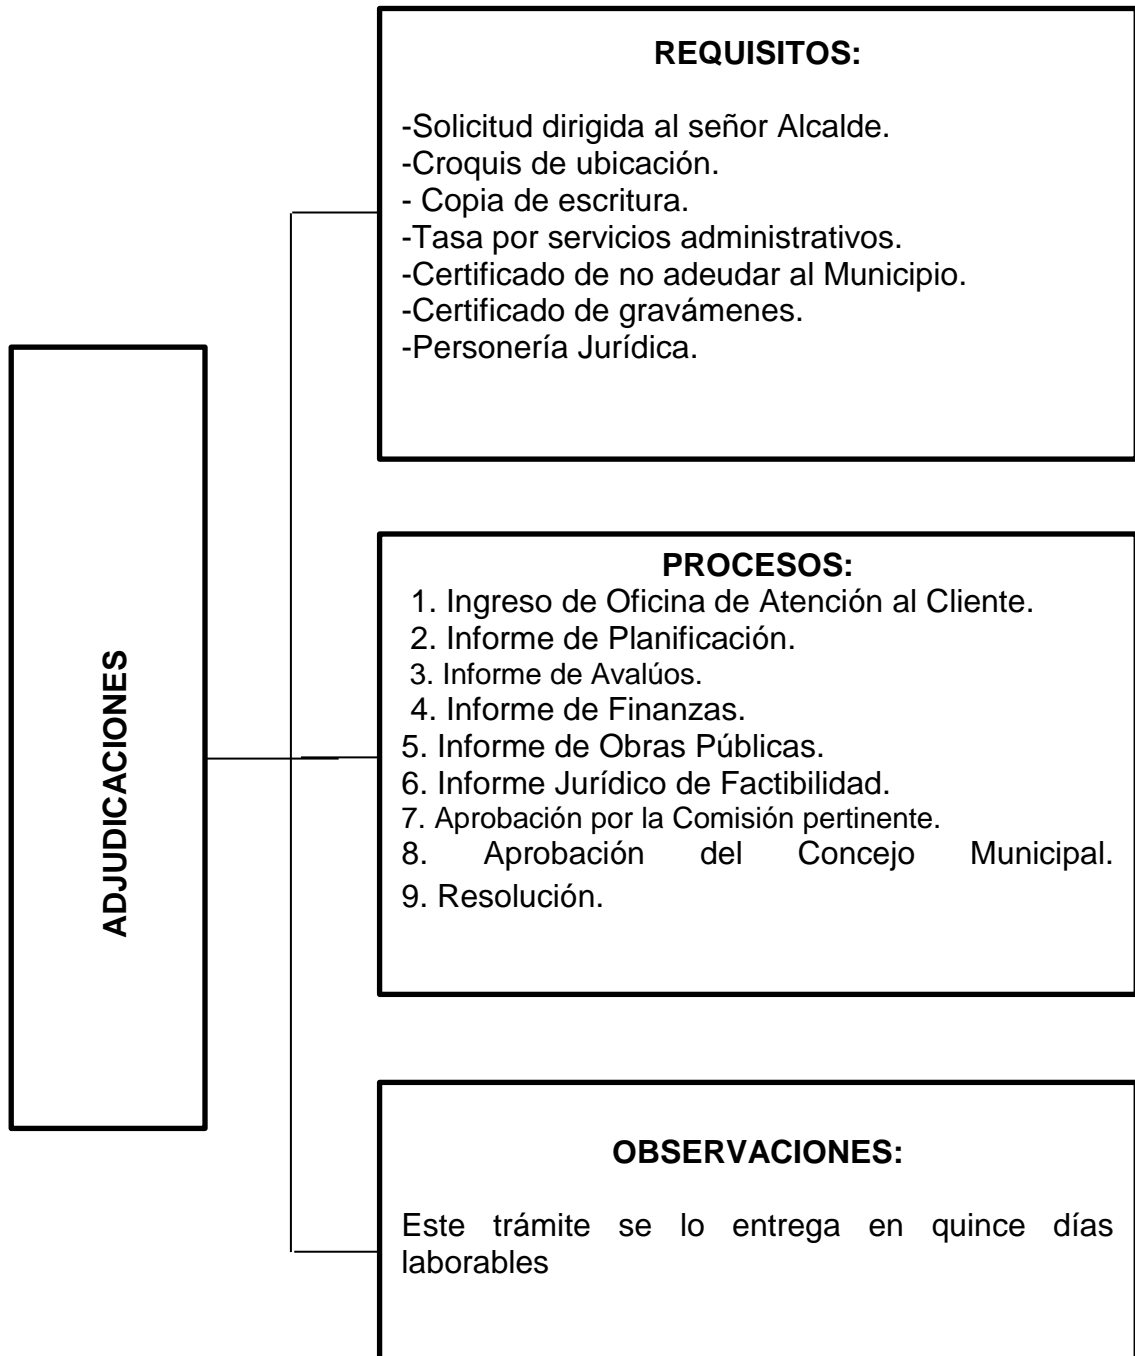 ADJUDICACIONES
REQUISITOS:
-Solicitud dirigida al señor Alcalde.
-Croquis de ubicación.
- Copia de escritura.
-Tasa por servicios administrativos.
-Certificado de no adeudar al Municipio.
-Certificado de gravámenes.
-Personería Jurídica.
PROCESOS:
1. Ingreso de Oficina de Atención al Cliente.
2. Informe de Planificación.
3. Informe de Avalúos.
4. Informe de Finanzas.
5. Informe de Obras Públicas.
6. Informe Jurídico de Factibilidad.
7. Aprobación por la Comisión pertinente.
8. Aprobación del Concejo Municipal.
9. Resolución.
OBSERVACIONES:
Este trámite se lo entrega en quince días
laborables